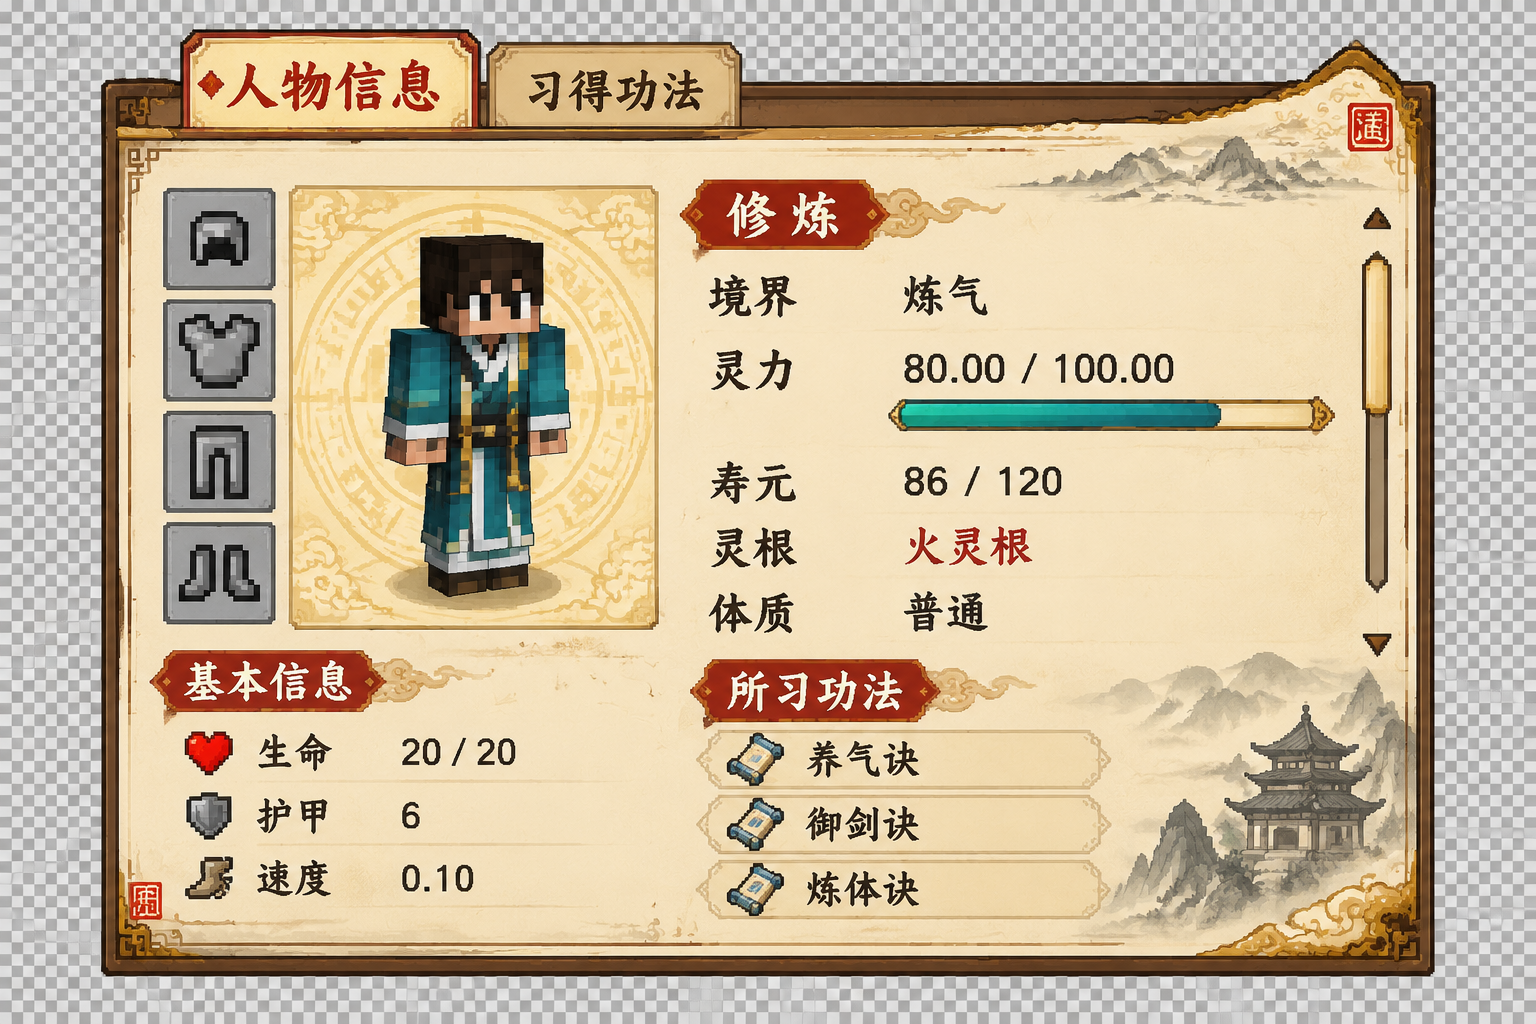 人物信息
习得功法
修炼
境界 炼气
灵力 80.00 / 100.00
寿元 86 / 120
灵根 火灵根
体质 普通
基本信息
生命 20 / 20
护甲 6
速度 0.10
所习功法
养气诀
御剑诀
炼体诀